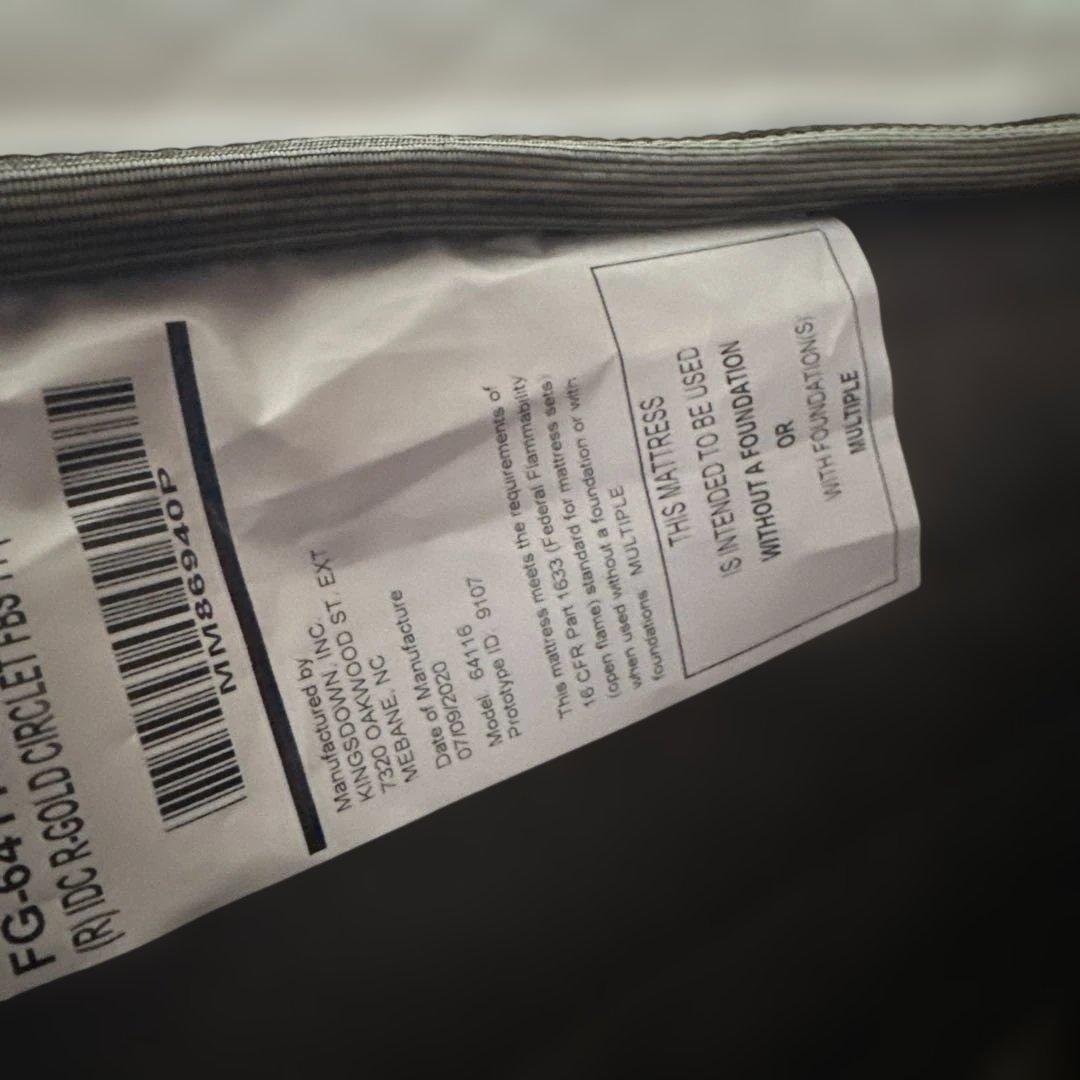 FG-641
(R) IDC R-GOLD CIRCLET FBS
MM86940P
Manufactured by
KINGSDOWN, INC.
7320 OAKWOOD ST. EXT
MEBANE, NC
Date of Manufacture
07/09/2020
Model 64116
Prototype ID 9107
This mattress meets the requirements of
16 CFR Part 1633 (Federal Flammability
(open flame) standard for mattress sets)
when used without a foundation or with
foundations MULTIPLE
THIS MATTRESS
IS INTENDED TO BE USED
WITHOUT A FOUNDATION
OR
WITH FOUNDATION(S)
MULTIPLE